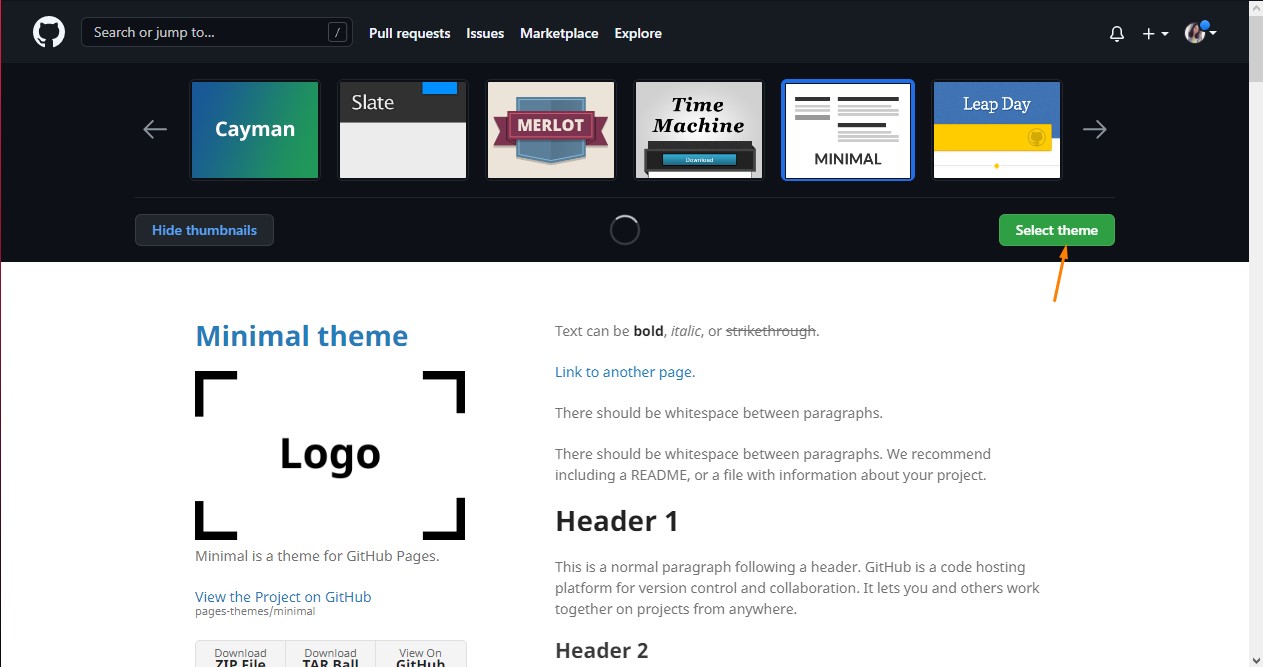 Search or jump to...
/
Pull requests
Issues
Marketplace
Explore
Cayman
Slate
MERLOT
Time
Machine
Download
MINIMAL
Leap Day
Hide thumbnails
Select theme
Minimal theme
Logo
Minimal is a theme for GitHub Pages.
View the Project on GitHub
pages-themes/minimal
Download
ZIP File
Download
TAR Ball
View On
GitHub
Text can be bold, italic, or strikethrough.
Link to another page.
There should be whitespace between paragraphs.
There should be whitespace between paragraphs. We recommend
including a README, or a file with information about your project.
Header 1
This is a normal paragraph following a header. GitHub is a code hosting
platform for version control and collaboration. It lets you and others work
together on projects from anywhere.
Header 2